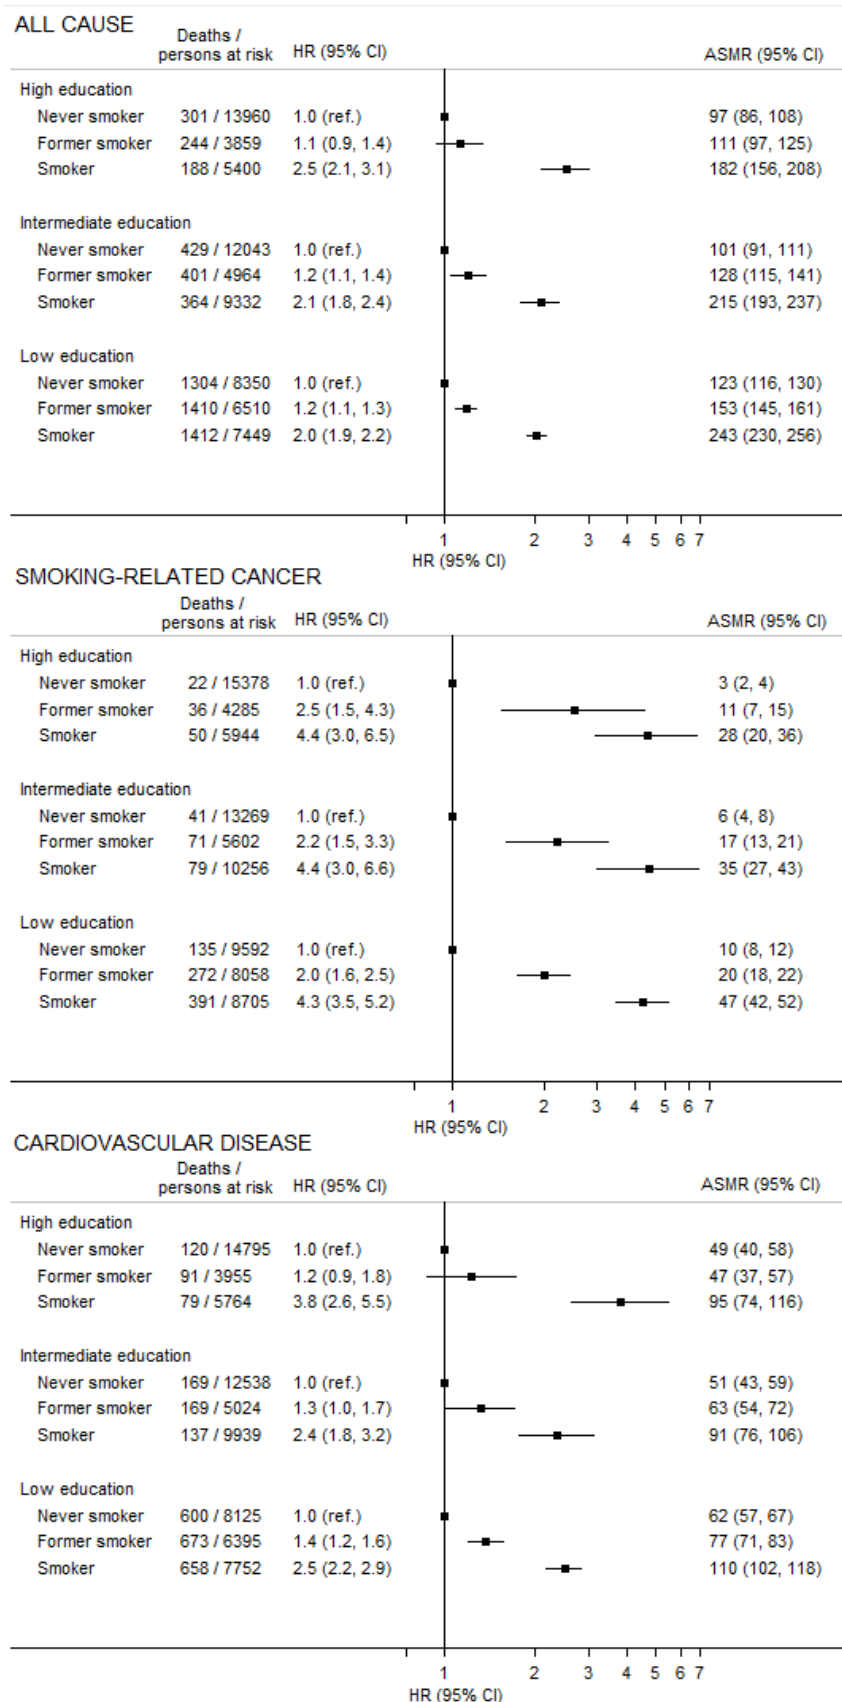 ALL CAUSE
Deaths /
persons at risk HR (95% CI) ASMR (95% CI)
High education
Never smoker 301 / 13960 1.0 (ref.) 97 (86, 108)
Former smoker 244 / 3859 1.1 (0.9, 1.4) 111 (97, 125)
Smoker 188 / 5400 2.5 (2.1, 3.1) 182 (156, 208)
Intermediate education
Never smoker 429 / 12043 1.0 (ref.) 101 (91, 111)
Former smoker 401 / 4964 1.2 (1.1, 1.4) 128 (115, 141)
Smoker 364 / 9332 2.1 (1.8, 2.4) 215 (193, 237)
Low education
Never smoker 1304 / 8350 1.0 (ref.) 123 (116, 130)
Former smoker 1410 / 6510 1.2 (1.1, 1.3) 153 (145, 161)
Smoker 1412 / 7449 2.0 (1.9, 2.2) 243 (230, 256)
1 2 3 4 5 6 7
HR (95% CI)
SMOKING-RELATED CANCER
Deaths /
persons at risk HR (95% CI) ASMR (95% CI)
High education
Never smoker 22 / 15378 1.0 (ref.) 3 (2, 4)
Former smoker 36 / 4285 2.5 (1.5, 4.3) 11 (7, 15)
Smoker 50 / 5944 4.4 (3.0, 6.5) 28 (20, 36)
Intermediate education
Never smoker 41 / 13269 1.0 (ref.) 6 (4, 8)
Former smoker 71 / 5602 2.2 (1.5, 3.3) 17 (13, 21)
Smoker 79 / 10256 4.4 (3.0, 6.6) 35 (27, 43)
Low education
Never smoker 135 / 9592 1.0 (ref.) 10 (8, 12)
Former smoker 272 / 8058 2.0 (1.6, 2.5) 20 (18, 22)
Smoker 391 / 8705 4.3 (3.5, 5.2) 47 (42, 52)
1 2 3 4 5 6 7
HR (95% CI)
CARDIOVASCULAR DISEASE
Deaths /
persons at risk HR (95% CI) ASMR (95% CI)
High education
Never smoker 120 / 14795 1.0 (ref.) 49 (40, 58)
Former smoker 91 / 3955 1.2 (0.9, 1.8) 47 (37, 57)
Smoker 79 / 5764 3.8 (2.6, 5.5) 95 (74, 116)
Intermediate education
Never smoker 169 / 12538 1.0 (ref.) 51 (43, 59)
Former smoker 169 / 5024 1.3 (1.0, 1.7) 63 (54, 72)
Smoker 137 / 9939 2.4 (1.8, 3.2) 91 (76, 106)
Low education
Never smoker 600 / 8125 1.0 (ref.) 62 (57, 67)
Former smoker 673 / 6395 1.4 (1.2, 1.6) 77 (71, 83)
Smoker 658 / 7752 2.5 (2.2, 2.9) 110 (102, 118)
1 2 3 4 5 6 7
HR (95% CI)